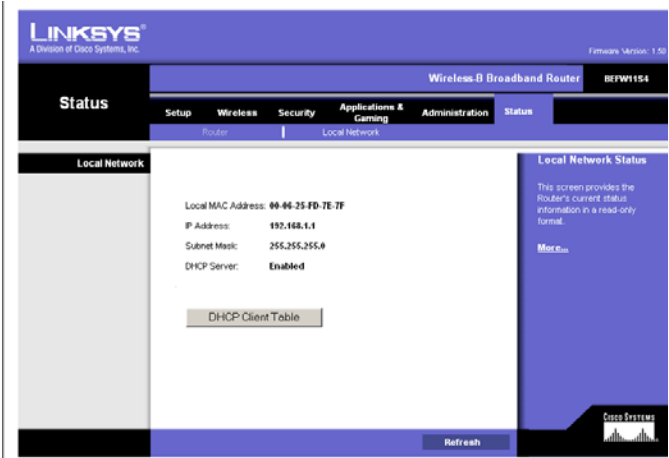 LINKSYS®
A Division of Cisco Systems, Inc.
Firmware Version: 1.50
Wireless-B Broadband Router BEFW11S4
Status
Setup Wireless Security Applications & Gaming Administration Status
Router Local Network
Local Network
Local MAC Address: 00-06-25-FD-7E-7F
IP Address: 192.168.1.1
Subnet Mask: 255.255.255.0
DHCP Server: Enabled
DHCP Client Table
Local Network Status
This screen provides the
Router's current status
information in a read-only
format.
More...
Refresh
CISCO SYSTEMS